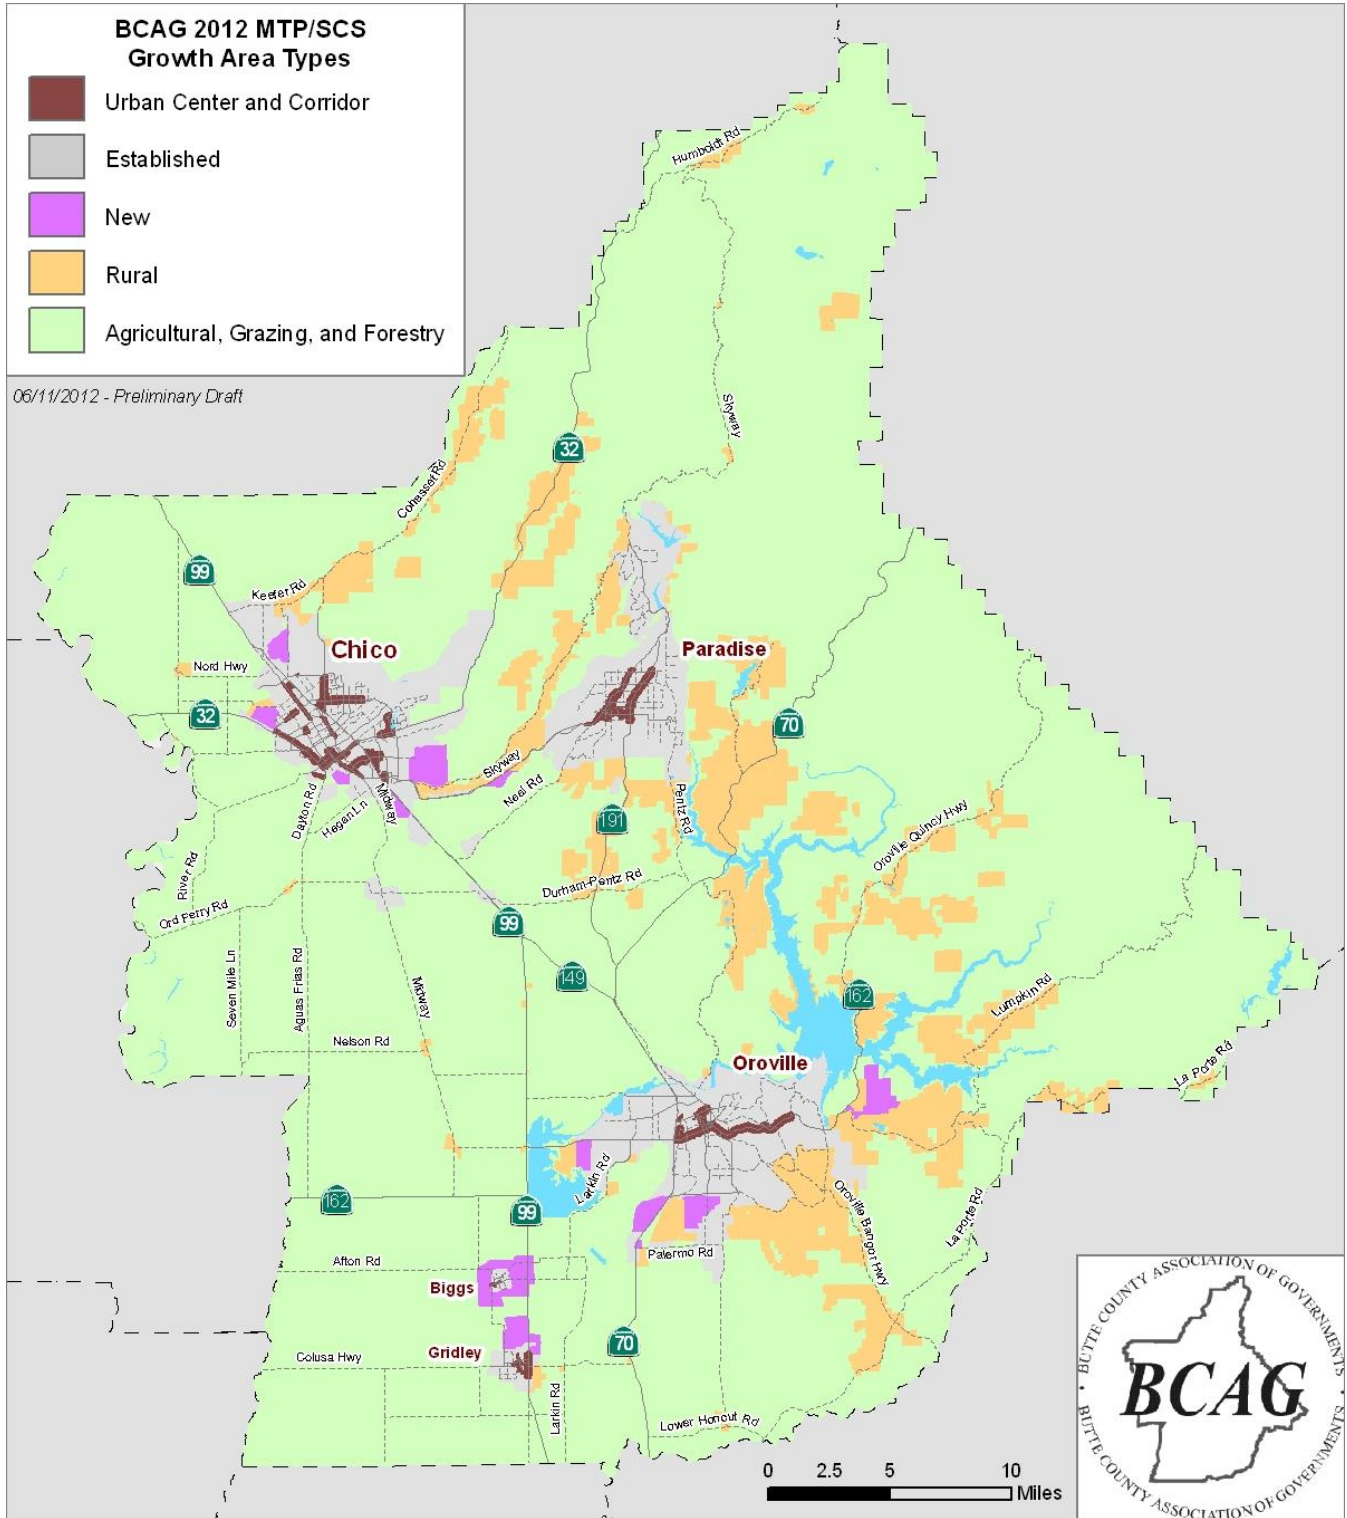 BCAG 2012 MTP/SCS
Growth Area Types
Urban Center and Corridor
Established
New
Rural
Agricultural, Grazing, and Forestry
06/11/2012 - Preliminary Draft
Humboldt Rd
Skyway
32
Cohasset Rd
99
Keefer Rd
Chico
Paradise
Nord Hwy
32
70
Skyway
Neal Rd
Pentz Rd
Dayton Rd
Hegan Ln
Midway
191
Oroville Quincy Hwy
River Rd
Durham-Pentz Rd
Ord Ferry Rd
99
149
Seven Mile Ln
Aguas Frias Rd
Midway
162
Lumpkin Rd
Nelson Rd
Oroville
La Porte Rd
Larkin Rd
162
99
Oroville Bangor Hwy
La Porte Rd
Palermo Rd
Afton Rd
Biggs
Gridley
70
Colusa Hwy
Larkin Rd
Lower Honcut Rd
0 2.5 5 10
Miles
BUTTE COUNTY ASSOCIATION OF GOVERNMENTS
BCAG
BUTTE COUNTY ASSOCIATION OF GOVERNMENTS